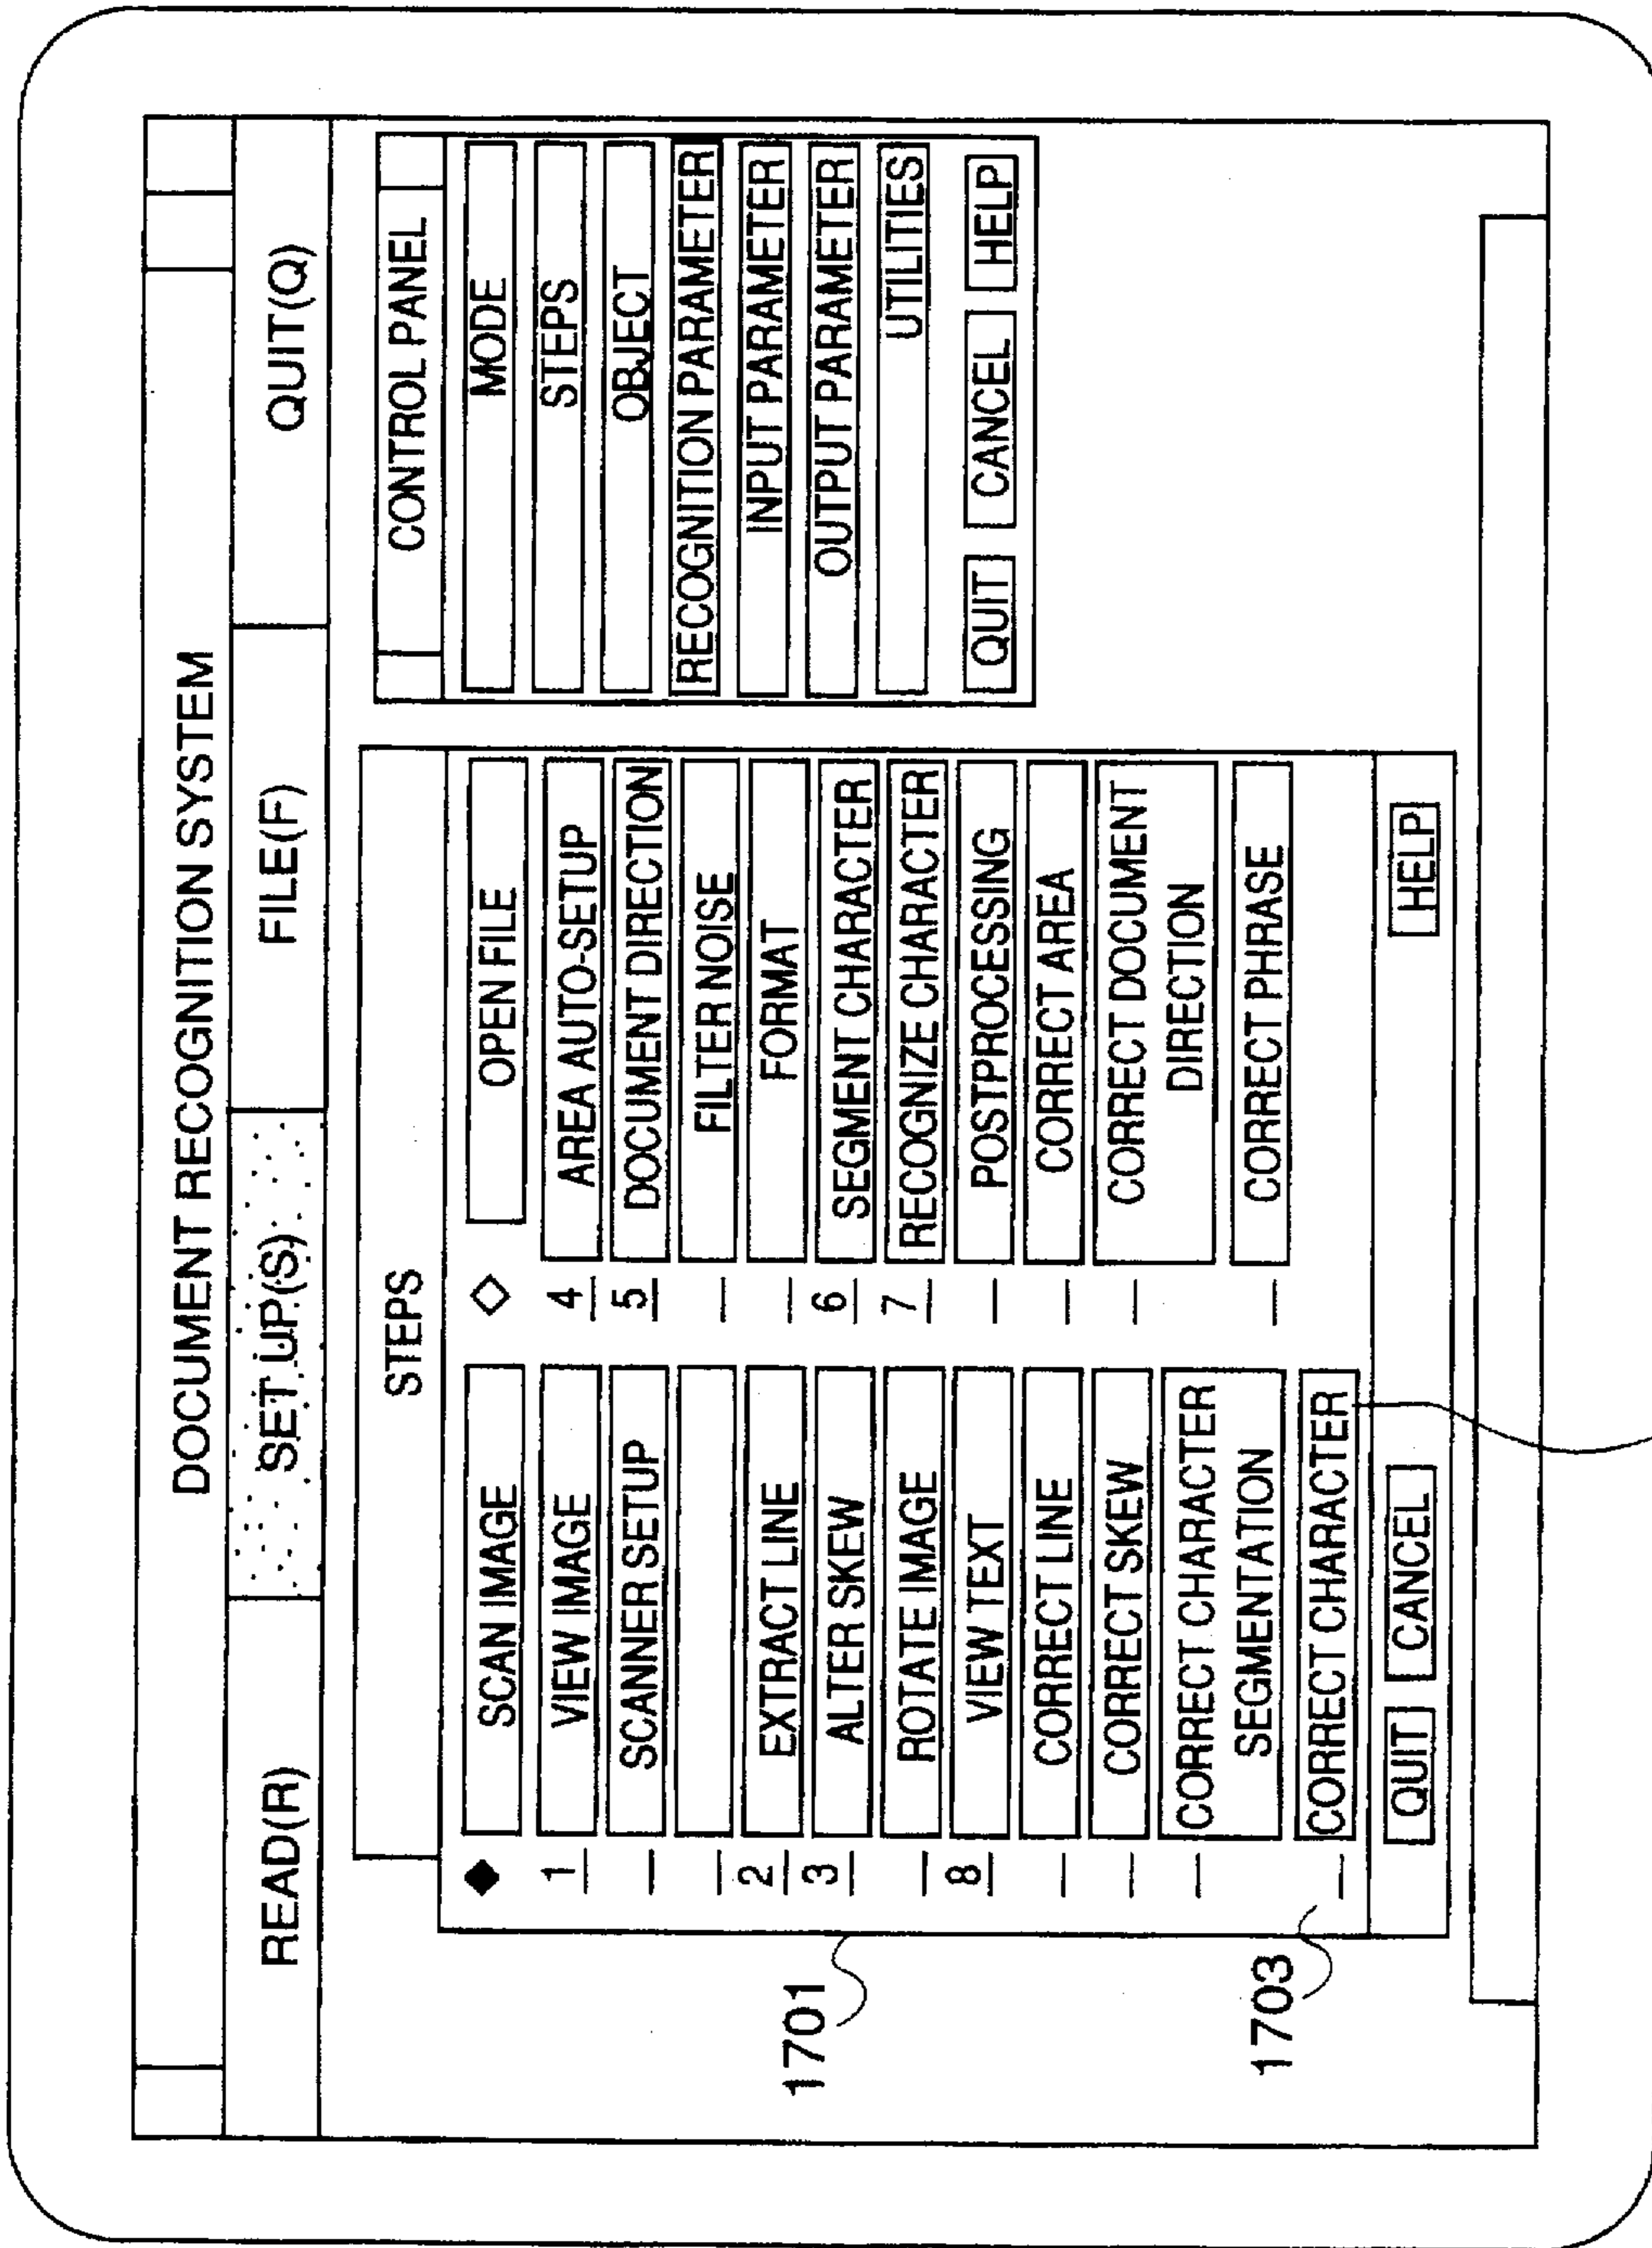 DOCUMENT RECOGNITION SYSTEM
READ(R) SET UP(S) FILE(F) QUIT(Q)
STEPS
◆ SCAN IMAGE ◇ OPEN FILE
1 VIEW IMAGE 4 AREA AUTO-SETUP
SCANNER SETUP 5 DOCUMENT DIRECTION
FILTER NOISE
2 EXTRACT LINE FORMAT
3 ALTER SKEW 6 SEGMENT CHARACTER
ROTATE IMAGE 7 RECOGNIZE CHARACTER
8 VIEW TEXT POSTPROCESSING
CORRECT LINE CORRECT AREA
CORRECT SKEW CORRECT DOCUMENT
DIRECTION
CORRECT CHARACTER
SEGMENTATION CORRECT PHRASE
CORRECT CHARACTER
QUIT CANCEL HELP
CONTROL PANEL
MODE
STEPS
OBJECT
RECOGNITION PARAMETER
INPUT PARAMETER
OUTPUT PARAMETER
UTILITIES
QUIT CANCEL HELP
1701
1703